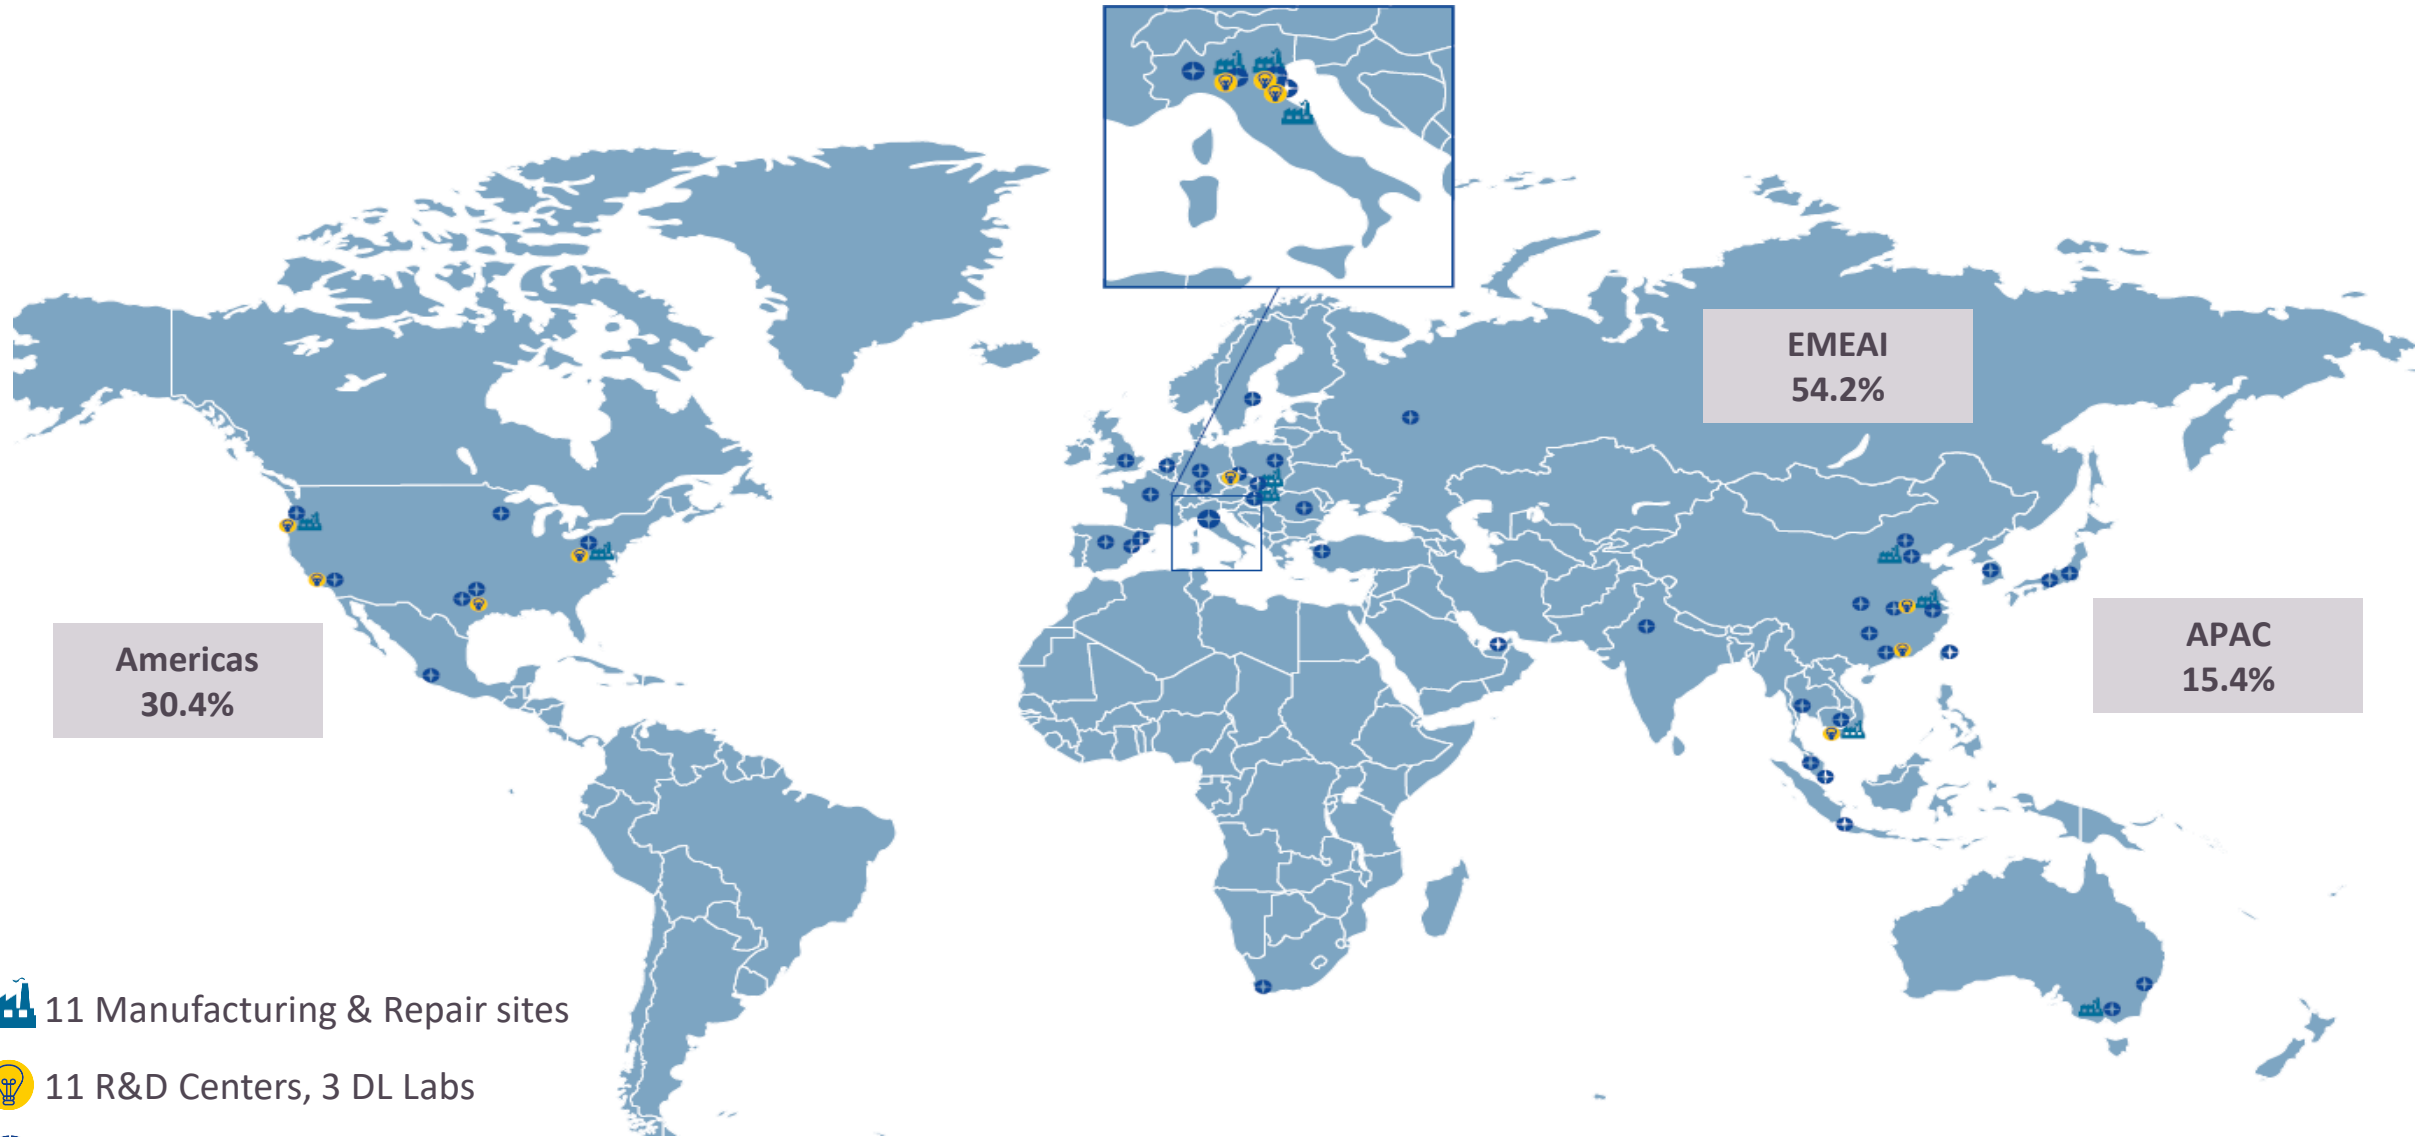 EMEAI
54.2%
Americas
30.4%
APAC
15.4%
11 Manufacturing & Repair sites
11 R&D Centers, 3 DL Labs